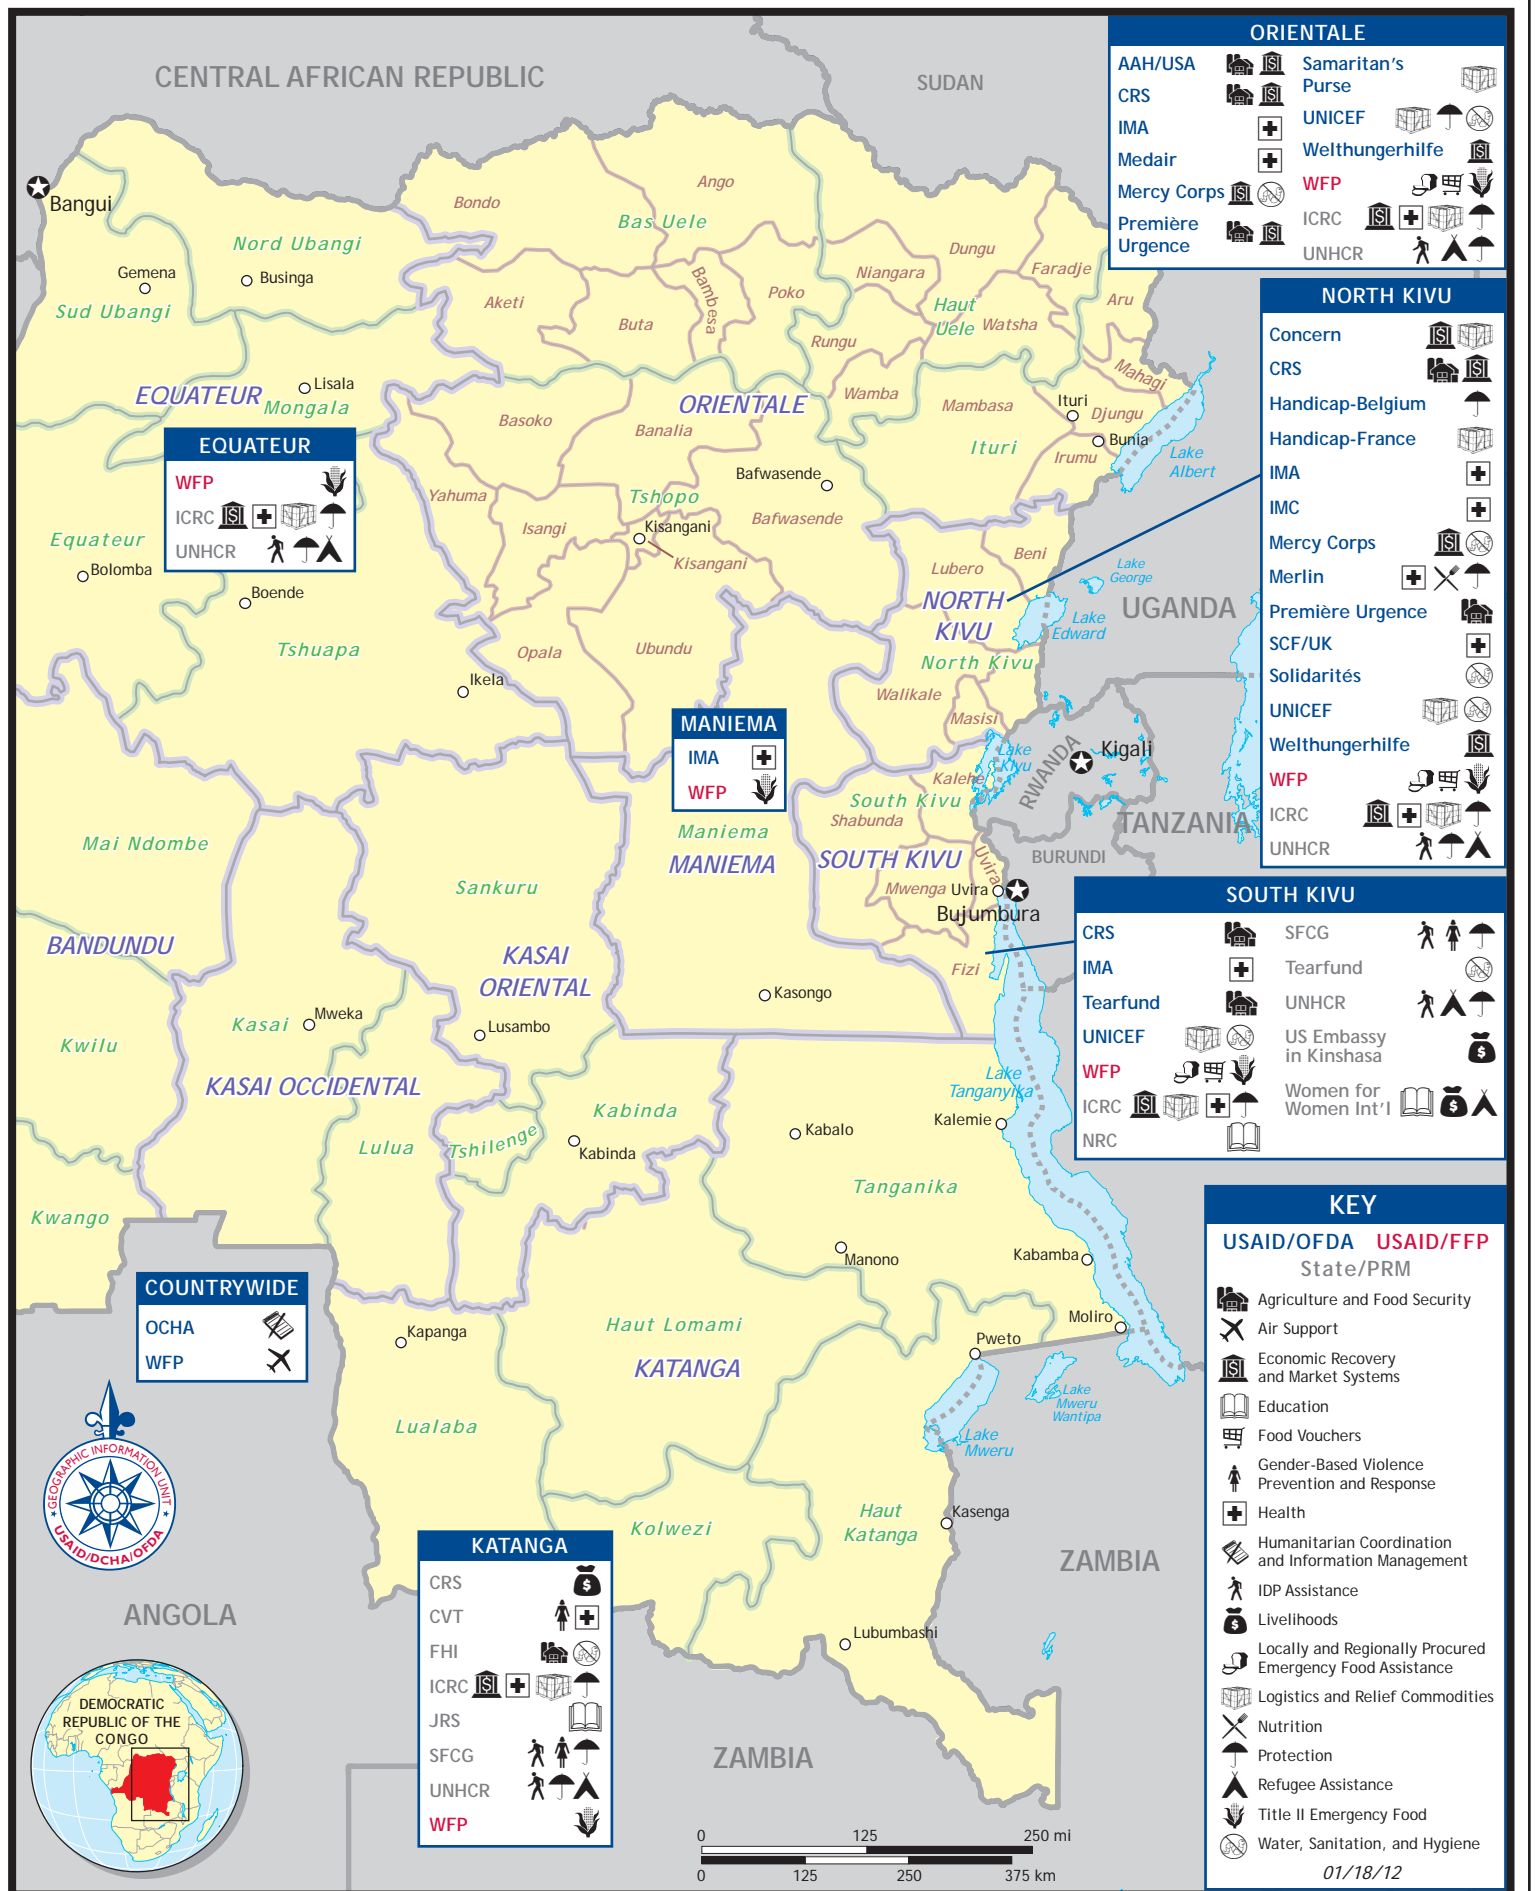 CENTRAL AFRICAN REPUBLIC
SUDAN
Bangui
Bondo
Ango
Bas Uele
Nord Ubangi
Gemena
Businga
Sud Ubangi
Aketi
Buta
Bambesa
Poko
Niangara
Dungu
Faradje
Haut
Uele
Watsha
Aru
Rungu
Mahagi
EQUATEUR
Lisala
Mongala
ORIENTALE
Wamba
Mambasa
Ituri
Djungu
Bunia
Irumu
Ituri
Lake
Albert
Basoko
Banalia
Bafwasende
Yahuma
Tshopo
Isangi
Kisangani
Bafwasende
Kisangani
Beni
Lubero
Lake
George
UGANDA
NORTH
KIVU
Lake
Edward
North Kivu
Equateur
Bolomba
Boende
Tshuapa
Opala
Ubundu
Ikela
Walikale
Masisi
Lake
Kivu
RWANDA
Kigali
Kalehe
South Kivu
Shabunda
TANZANIA
SOUTH KIVU
Uvira
BURUNDI
Mwenga
Uvira
Bujumbura
Fizi
Mai Ndombe
Maniema
MANIEMA
Sankuru
BANDUNDU
KASAI
ORIENTAL
Kasongo
Kasai
Mweka
Lusambo
Kwilu
KASAI OCCIDENTAL
Lake
Tanganyika
Kabinda
Kalemie
Kabalo
Lulua
Tshilenge
Kabinda
Tanganika
Kwango
Manono
Kabamba
Haut Lomami
Moliro
Kapanga
Pweto
KATANGA
Lake
Mweru
Wantipa
Lualaba
Lake
Mweru
Kolwezi
Haut
Katanga
Kasenga
ZAMBIA
ANGOLA
Lubumbashi
ZAMBIA
ORIENTALE
AAH/USA
CRS
IMA
Medair
Mercy Corps
Première
Urgence
Samaritan's
Purse
UNICEF
Welthungerhilfe
WFP
ICRC
UNHCR
NORTH KIVU
Concern
CRS
Handicap-Belgium
Handicap-France
IMA
IMC
Mercy Corps
Merlin
Première Urgence
SCF/UK
Solidarités
UNICEF
Welthungerhilfe
WFP
ICRC
UNHCR
EQUATEUR
WFP
ICRC
UNHCR
MANIEMA
IMA
WFP
SOUTH KIVU
CRS
IMA
Tearfund
UNICEF
WFP
ICRC
NRC
SFCG
Tearfund
UNHCR
US Embassy
in Kinshasa
Women for
Women Int'l
COUNTRYWIDE
OCHA
WFP
KATANGA
CRS
CVT
FHI
ICRC
JRS
SFCG
UNHCR
WFP
GEOGRAPHIC INFORMATION UNIT
USAID/DCHA/OFDA
DEMOCRATIC
REPUBLIC OF THE
CONGO
0 125 250 mi
0 125 250 375 km
KEY
USAID/OFDA USAID/FFP
State/PRM
Agriculture and Food Security
Air Support
Economic Recovery
and Market Systems
Education
Food Vouchers
Gender-Based Violence
Prevention and Response
Health
Humanitarian Coordination
and Information Management
IDP Assistance
Livelihoods
Locally and Regionally Procured
Emergency Food Assistance
Logistics and Relief Commodities
Nutrition
Protection
Refugee Assistance
Title II Emergency Food
Water, Sanitation, and Hygiene
01/18/12